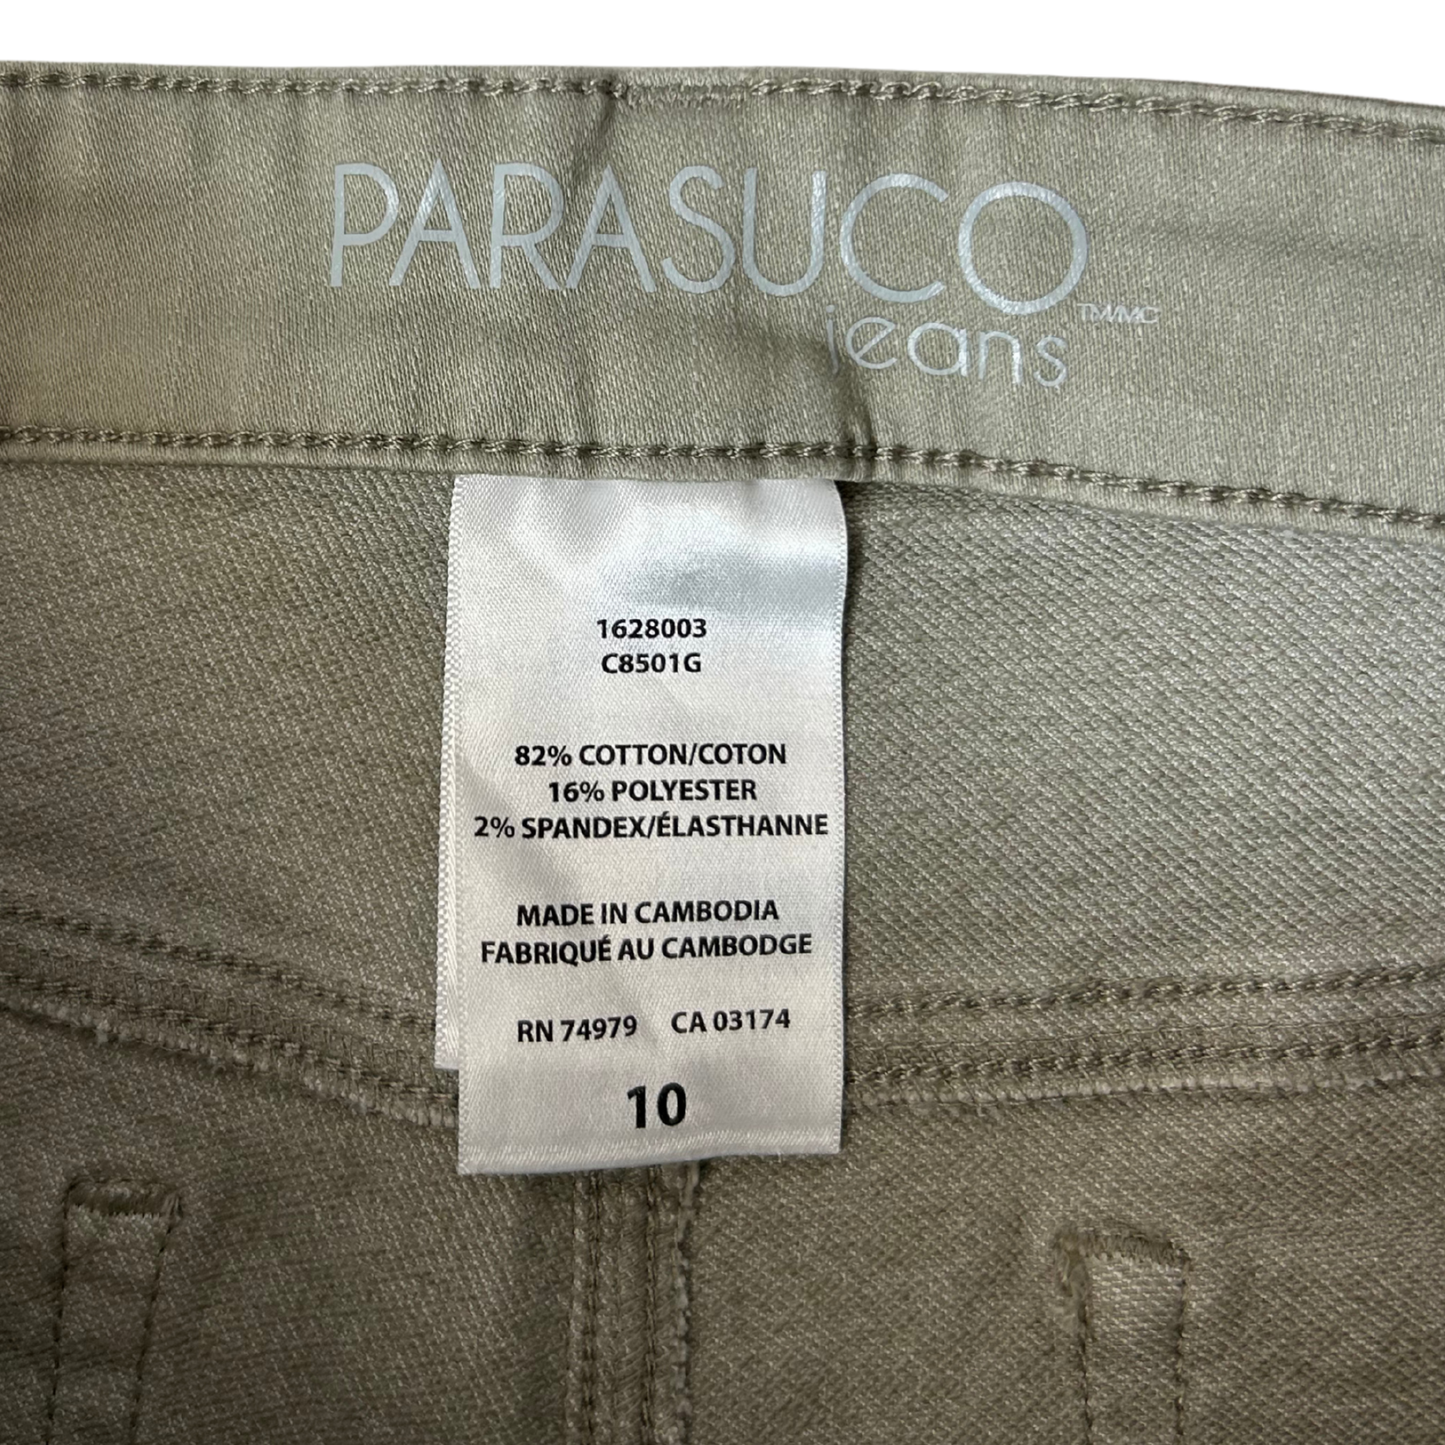 PARASUCO
jeans TM/MC
1628003
C8501G
82% COTTON/COTON
16% POLYESTER
2% SPANDEX/ÉLASTHANNE
MADE IN CAMBODIA
FABRIQUÉ AU CAMBODGE
RN 74979 CA 03174
10